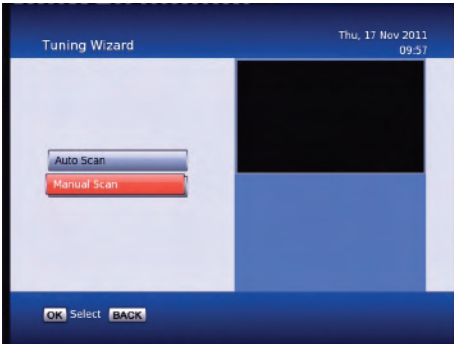 Tuning Wizard
Thu, 17 Nov 2011
09:57
Auto Scan
Manual Scan
OK Select BACK